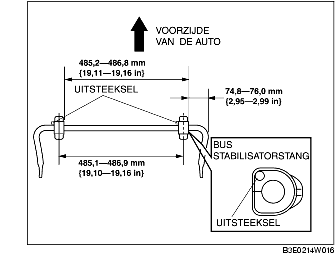 VOORZIJDE
VAN DE AUTO
485,2—486,8 mm
{19,11—19,16 in}
UITSTEEKSEL
74,8—76,0 mm
{2,95—2,99 in}
BUS
STABILISATORSTANG
485,1—486,9 mm
{19,10—19,16 in}
UITSTEEKSEL
B3E0214W016